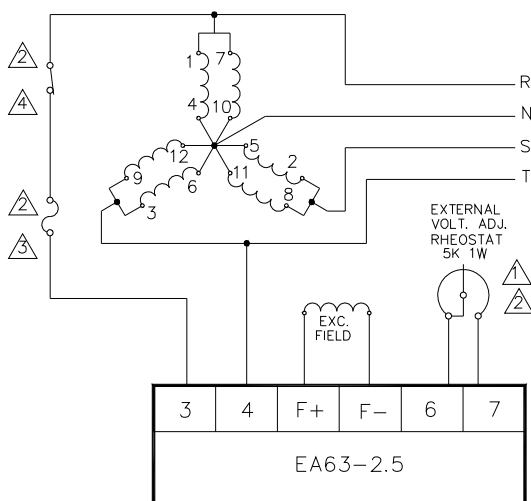 2
4
2
3
1 7
4 10
12
9
6
3
5
2
11
8
R
N
S
T
EXTERNAL
VOLT. ADJ.
RHEOSTAT
5K 1W
1
2
EXC.
FIELD
3 4 F+ F- 6 7
EA63-2.5